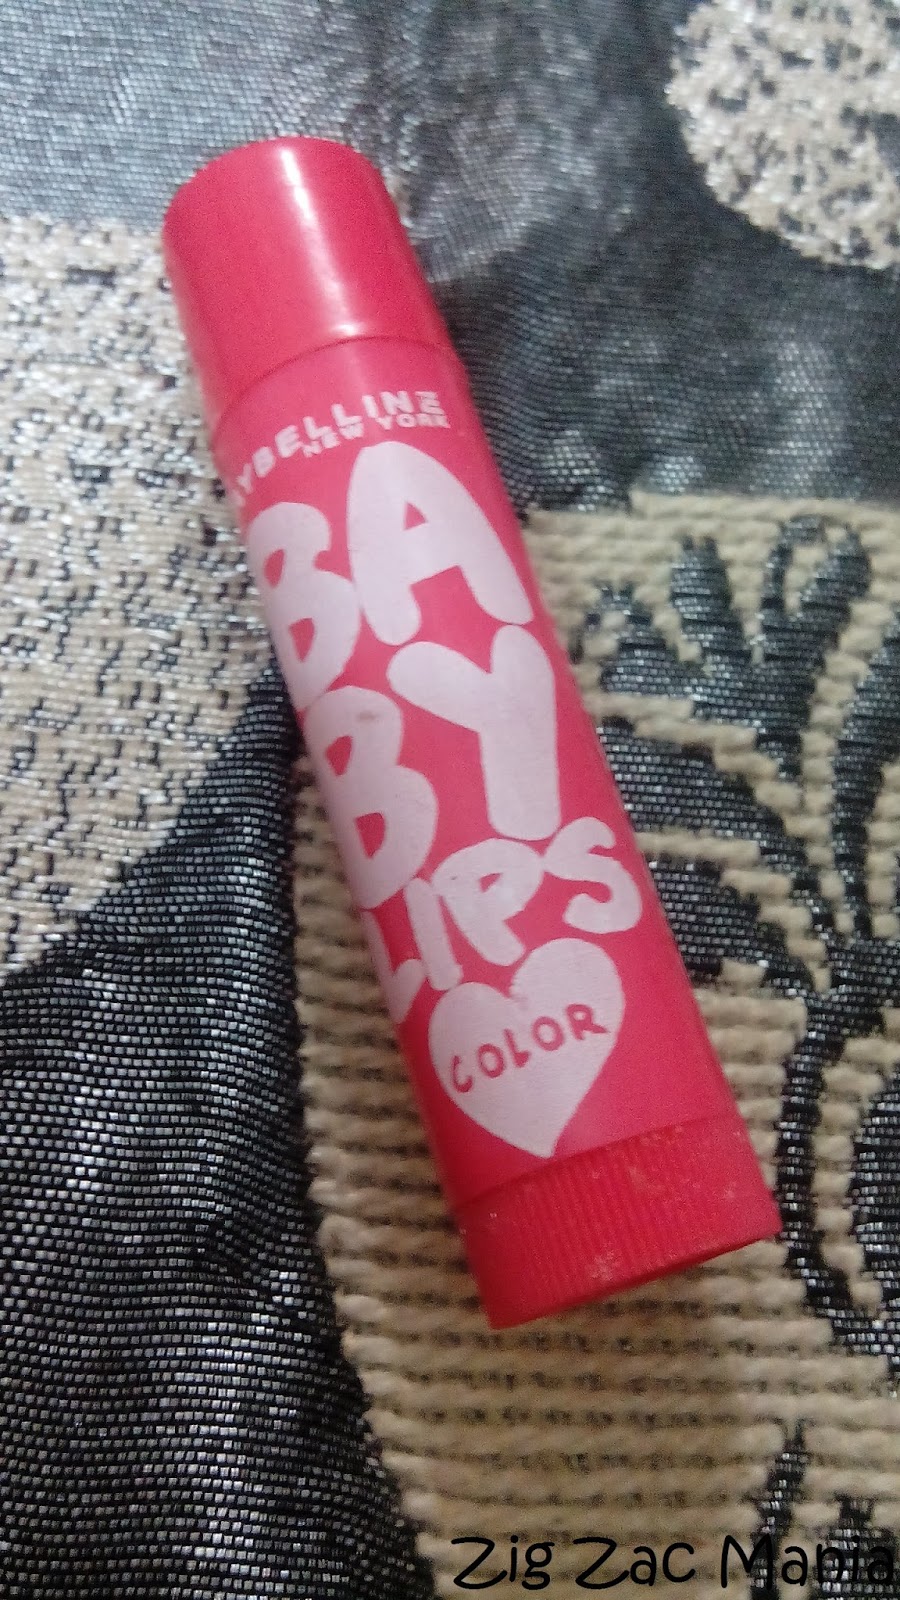 MAYBELLINE
NEW YORK
BA
BY
LIPS
COLOR
Zig Zac Mania